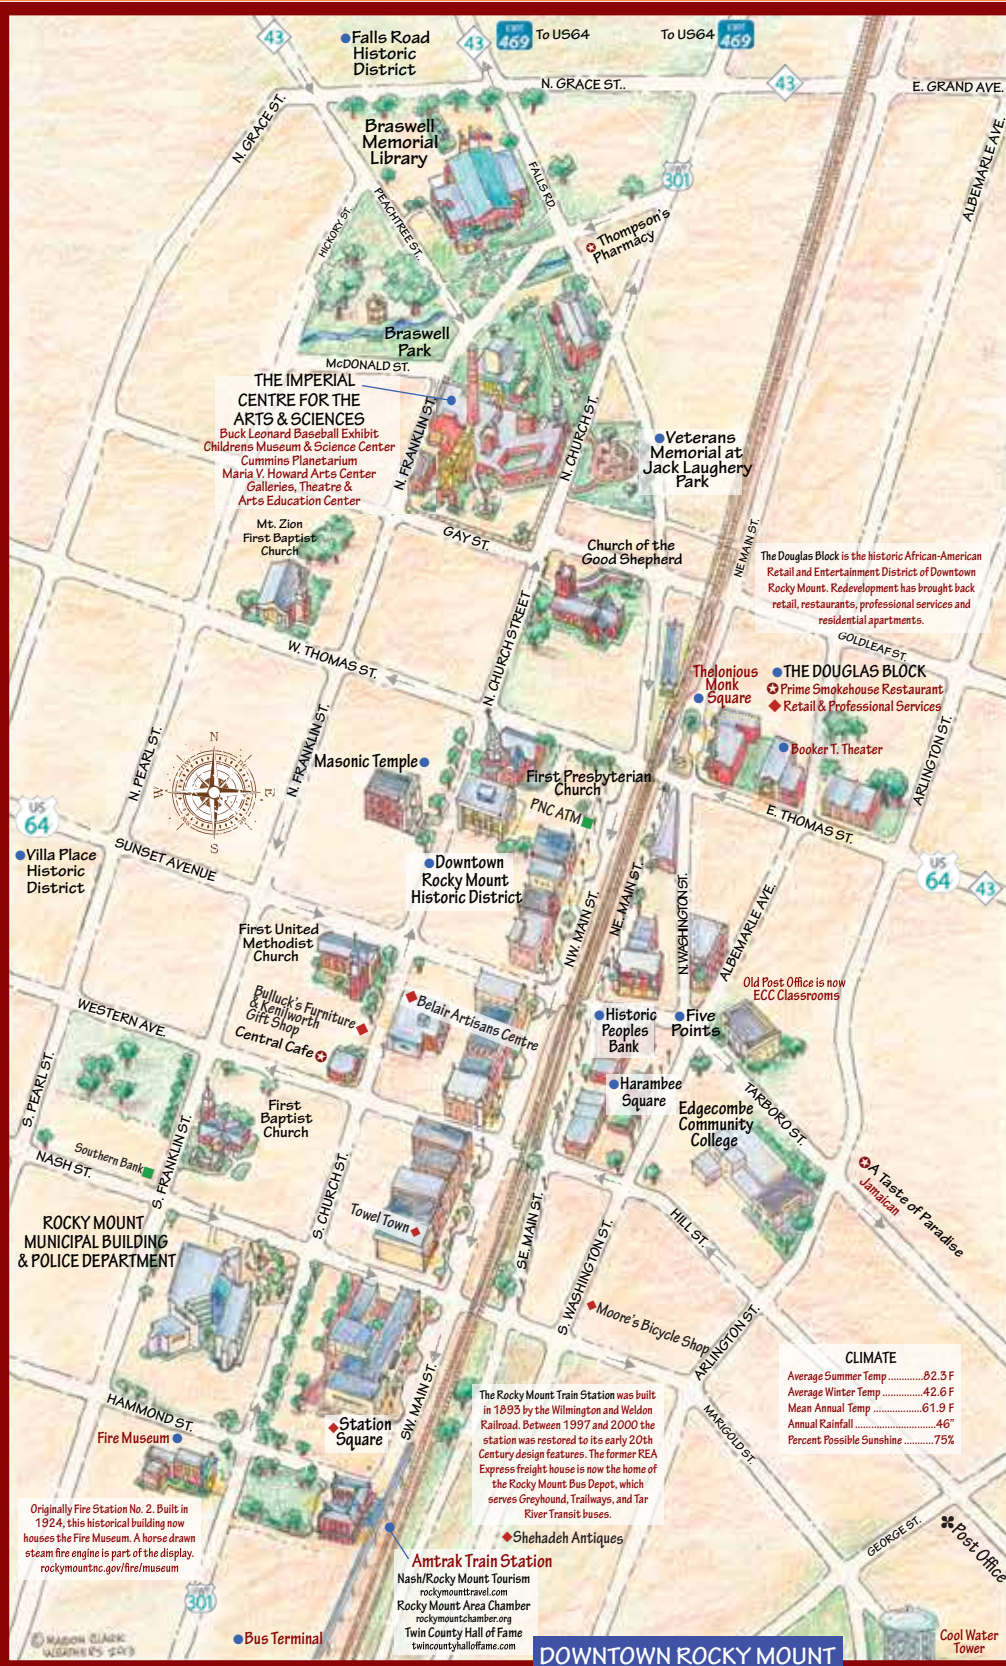 43
Falls Road
Historic
District
43
469
To US64
To US64
469
N. GRACE ST..
43
E. GRAND AVE.
N. GRACE ST.
Braswell
Memorial
Library
FALLS RD.
301
ALBEMARLE AVE.
HICKORY ST.
PEACHTREE ST..
Thompson's
Pharmacy
Braswell
Park
McDONALD ST.
THE IMPERIAL
CENTRE FOR THE
ARTS & SCIENCES
Buck Leonard Baseball Exhibit
Childrens Museum & Science Center
Cummins Planetarium
Maria V. Howard Arts Center
Galleries, Theatre &
Arts Education Center
N. FRANKLIN ST.
N. CHURCH ST.
Veterans
Memorial at
Jack Laughery
Park
Mt. Zion
First Baptist
Church
GAY ST.
Church of the
Good Shepherd
NE MAIN ST.
The Douglas Block is the historic African-American
Retail and Entertainment District of Downtown
Rocky Mount. Redevelopment has brought back
retail, restaurants, professional services and
residential apartments.
GOLDLEAF ST.
W. THOMAS ST.
N. CHURCH STREET
Thelonious
Monk
Square
THE DOUGLAS BLOCK
Prime Smokehouse Restaurant
Retail & Professional Services
Booker T. Theater
N. PEARL ST.
N
W
E
S
N. FRANKLIN ST.
Masonic Temple
First Presbyterian
Church
PNC ATM
ARLINGTON ST.
E. THOMAS ST.
US
64
Villa Place
Historic
District
SUNSET AVENUE
Downtown
Rocky Mount
Historic District
US
64
43
NW. MAIN ST.
NE. MAIN ST.
N.WASHINGTON ST.
ALBEMARLE AVE.
First United
Methodist
Church
Bulluck's Furniture
& Kenilworth
Gift Shop
Belair Artisans Centre
Old Post Office is now
ECC Classrooms
Historic
Peoples
Bank
Five
Points
WESTERN AVE.
Central Cafe
S. PEARL ST.
First
Baptist
Church
Harambee
Square
Edgecombe
Community
College
TARBORO ST.
Southern Bank
NASH ST.
S. FRANKLIN ST.
S. CHURCH ST.
A Taste of Paradise
Jamaican
ROCKY MOUNT
MUNICIPAL BUILDING
& POLICE DEPARTMENT
Towel Town
SE. MAIN ST.
S. WASHINGTON ST.
HILL ST.
Moore's Bicycle Shop
ARLINGTON ST.
CLIMATE
Average Summer Temp ............82.3 F
Average Winter Temp ..............42.6 F
Mean Annual Temp .................61.9 F
Annual Rainfall ............................46"
Percent Possible Sunshine ..........75%
HAMMOND ST.
Fire Museum
Station
Square
SW. MAIN ST.
The Rocky Mount Train Station was built
in 1893 by the Wilmington and Weldon
Railroad. Between 1997 and 2000 the
station was restored to its early 20th
Century design features. The former REA
Express freight house is now the home of
the Rocky Mount Bus Depot, which
serves Greyhound, Trailways, and Tar
River Transit buses.
MARIGOLD ST.
Originally Fire Station No. 2. Built in
1924, this historical building now
houses the Fire Museum. A horse drawn
steam fire engine is part of the display.
rockymountnc.gov/fire/museum
Shehadeh Antiques
GEORGE ST.
Post Office
Amtrak Train Station
Nash/Rocky Mount Tourism
rockymounttravel.com
Rocky Mount Area Chamber
rockymountchamber.org
Twin County Hall of Fame
twincountyhalloffame.com
301
Bus Terminal
Cool Water
Tower
DOWNTOWN ROCKY MOUNT